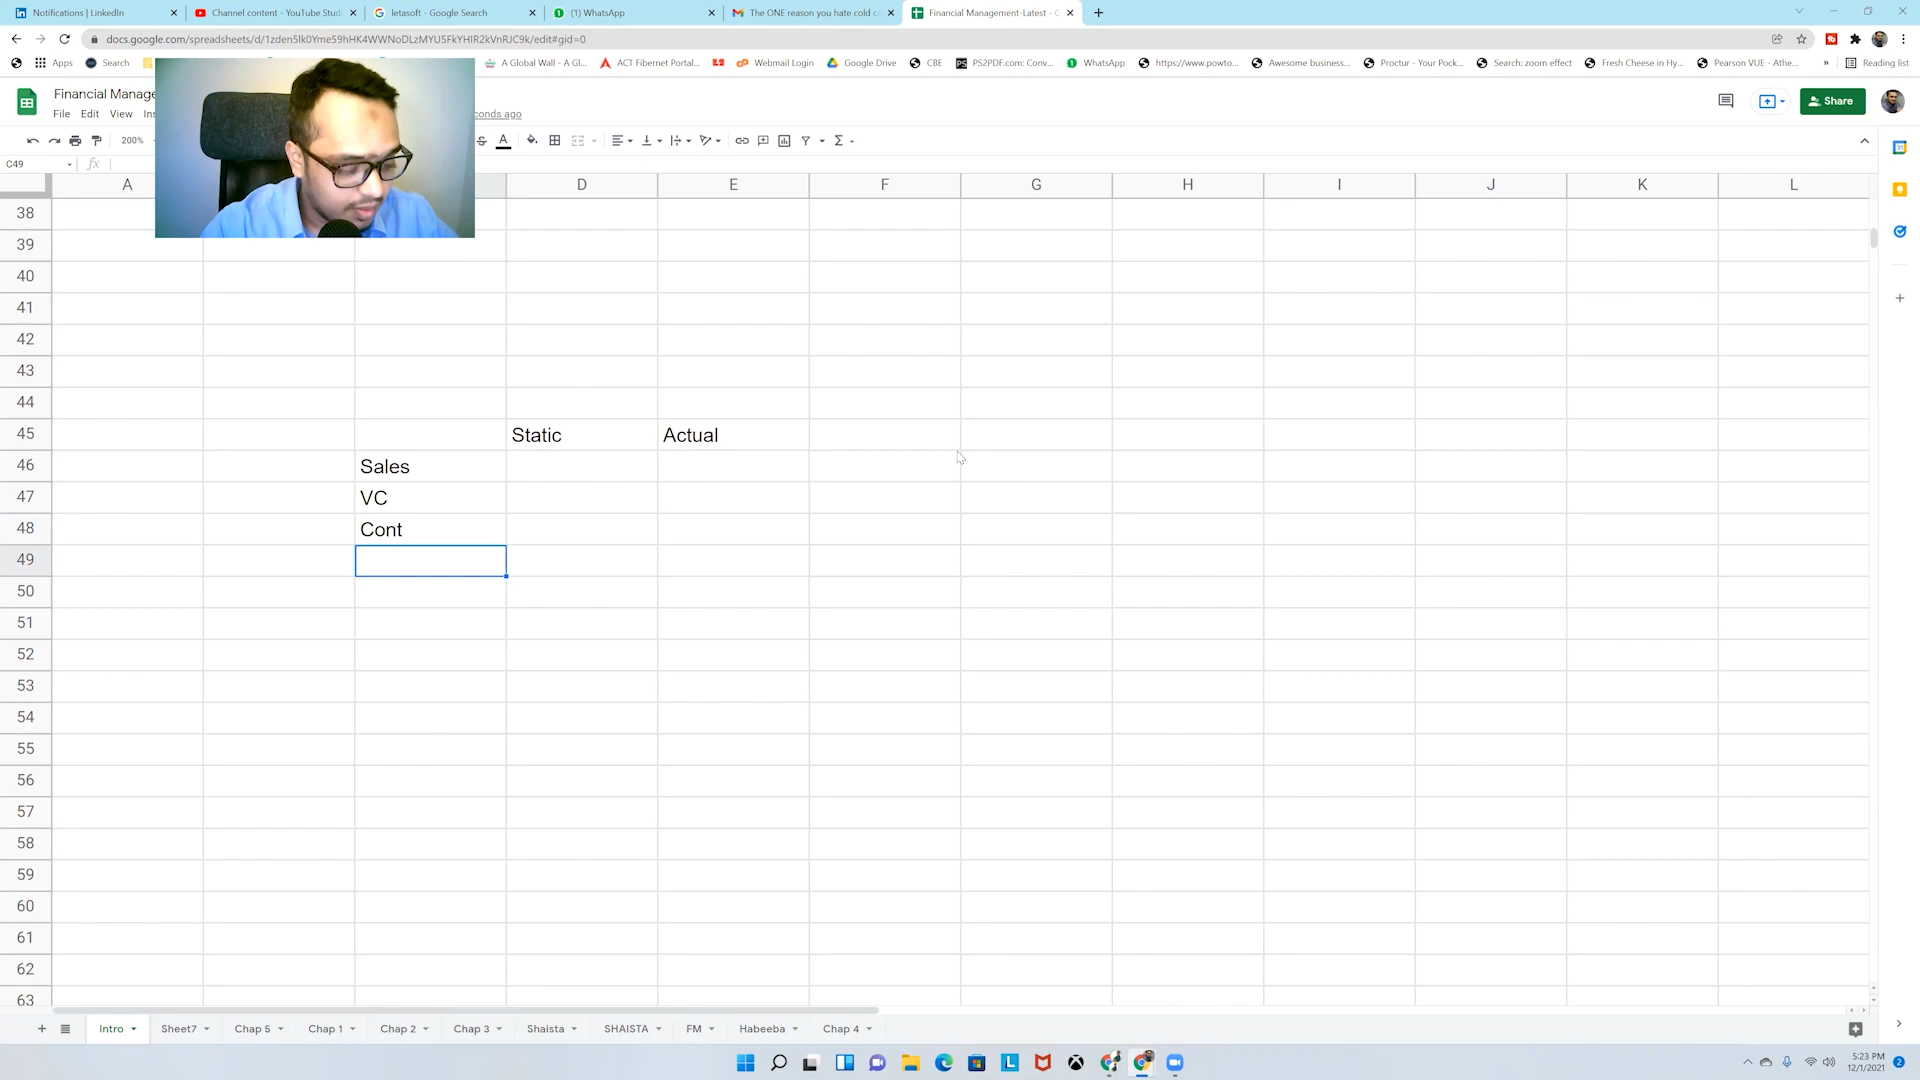 Notifications | LinkedIn
Channel content - YouTube Stud
letasoft - Google Search
(1) WhatsApp
The ONE reason you hate cold c
Financial Management-Latest - G
docs.google.com/spreadsheets/d/1zden5lk0Yme59hHK4WWNoDLzMYU5FkYHIR2kVnRJC9k/edit#gid=0
Apps
Search
A Global Wall - A Gl...
ACT Fibernet Portal...
Webmail Login
Google Drive
CBE
PS2PDF.com: Conv...
WhatsApp
https://www.powto...
Awesome business...
Proctur - Your Pock...
Search: zoom effect
Fresh Cheese in Hy...
Pearson VUE - Athe...
Reading list
Financial Manage
File Edit View Ins
conds ago
Share
200%
C49
A D E F G H I J K L
38
39
40
41
42
43
44
45 Static Actual
46 Sales
47 VC
48 Cont
49
50
51
52
53
54
55
56
57
58
59
60
61
62
63
Intro Sheet7 Chap 5 Chap 1 Chap 2 Chap 3 Shaista SHAISTA FM Habeeba Chap 4
5:23 PM
12/1/2021
2